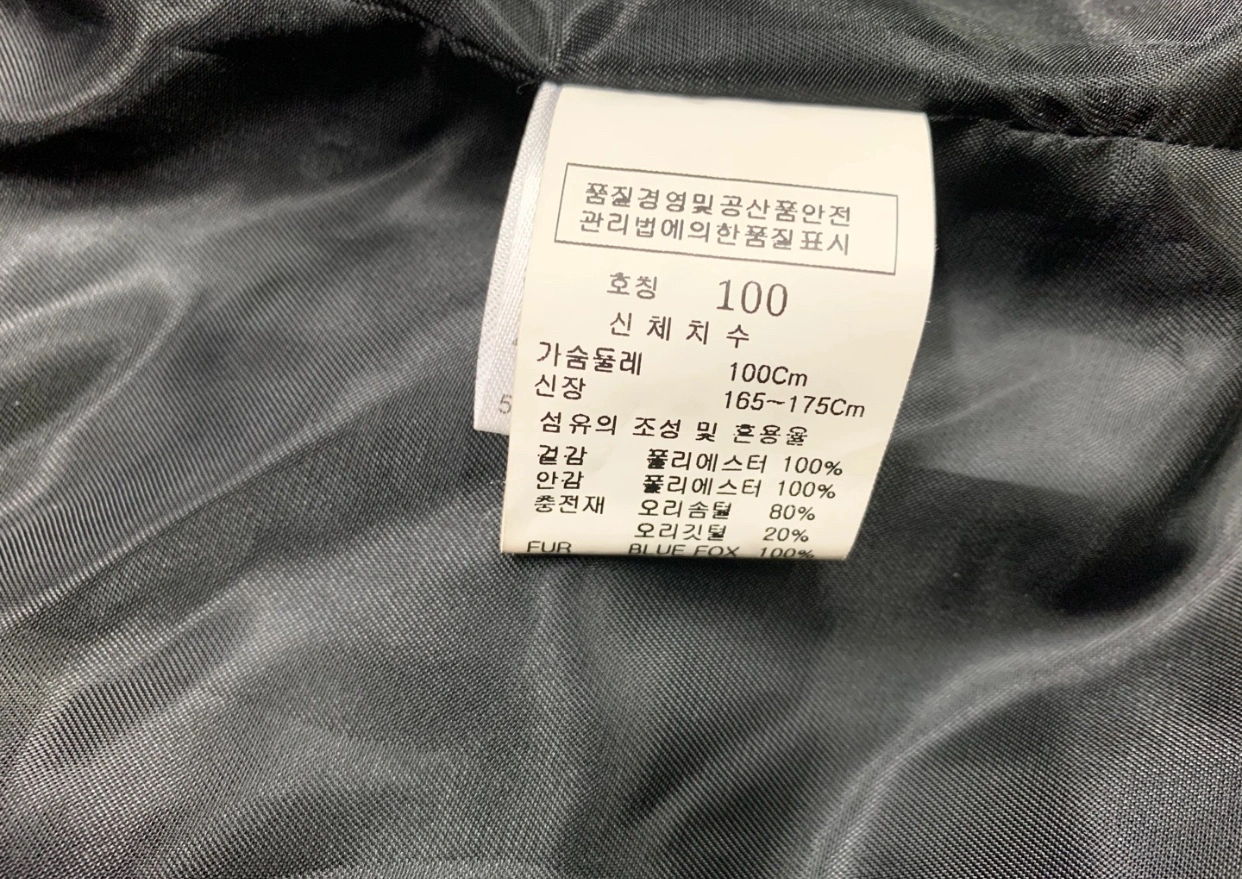 품질경영및공산품안전
관리법에의한품질표시
호칭 100
신체치수
가슴둘레 100Cm
신장 165~175Cm
섬유의 조성 및 혼용율
겉감 폴리에스터 100%
안감 폴리에스터 100%
충전재 오리솜털 80%
오리깃털 20%
FUR BLUE FOX 100%
5